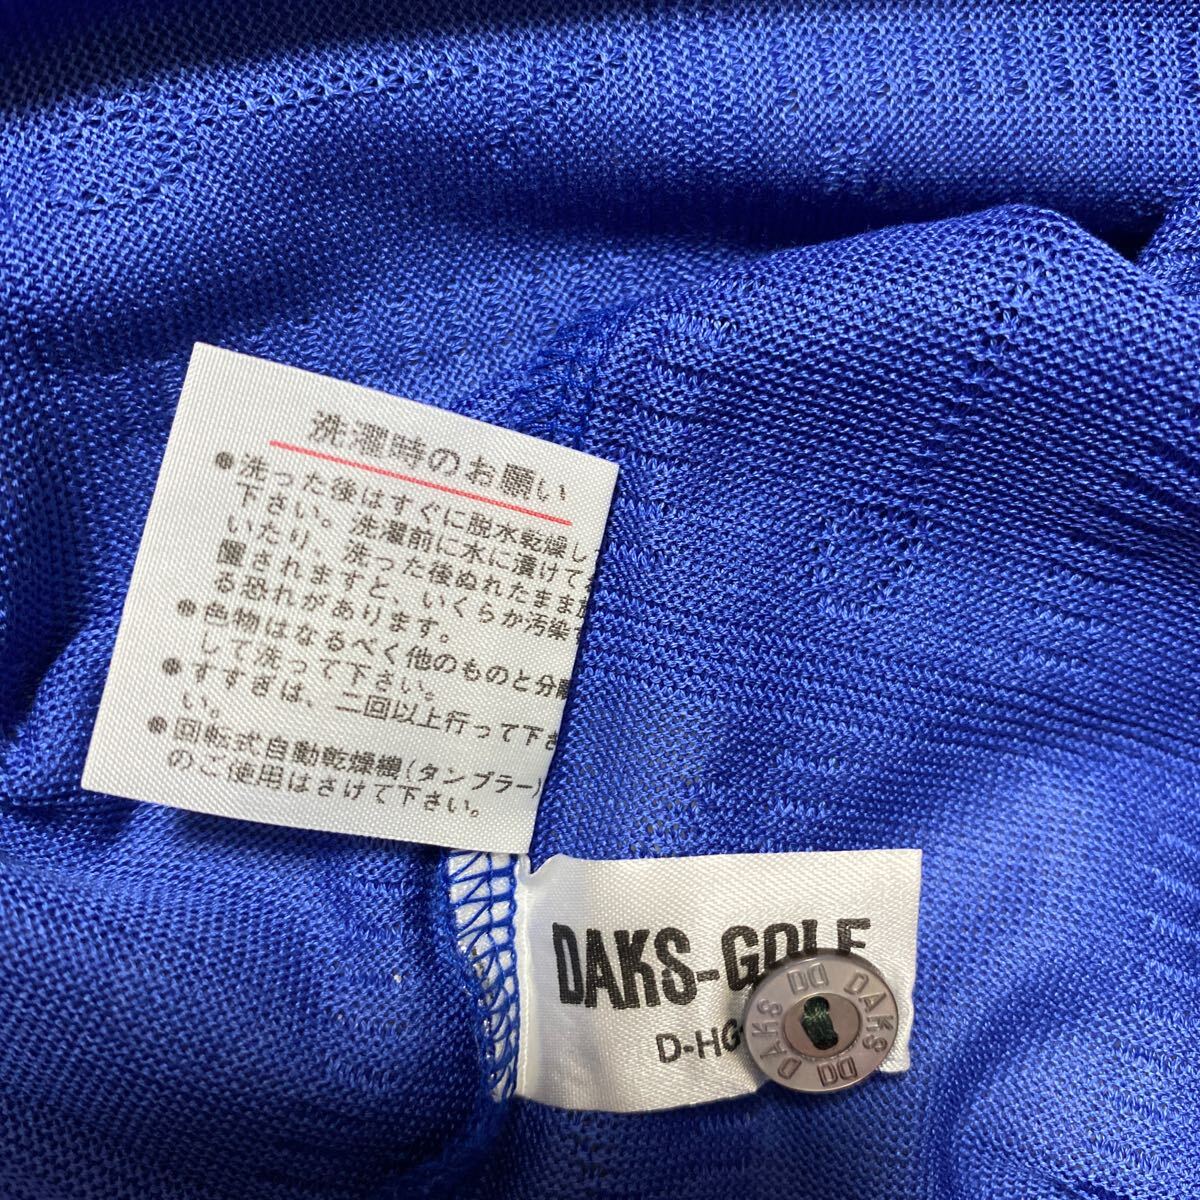 洗濯時のお願い
●洗った後はすぐに脱水乾燥し
下さい。洗濯前に水に漬けて
いたり、洗った後ぬれたまま放
置されますと、いくらか汚染
る恐れがあります。
●色物はなるべく他のものと分離
して洗って下さい。
●すすぎは、二回以上行って下さ
い。
●回転式自動乾燥機(タンブラー)
のご使用はさけて下さい。
DAKS-GOLF
D-HG
DAKS DD DAKS DD